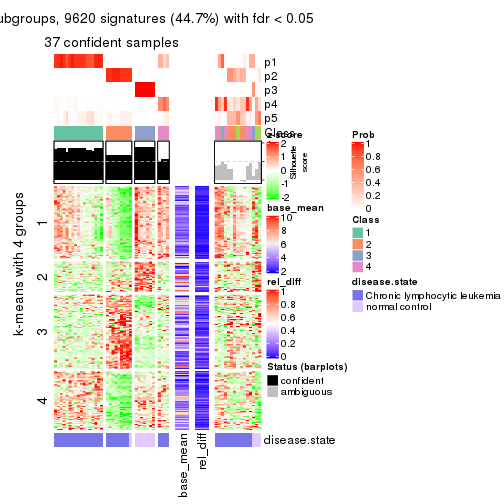 ubgroups, 9620 signatures (44.7%) with fdr < 0.05
37 confident samples
p1
p2
p3
p4
p5
Class
Silhouette
score
k-means with 4 groups
1
2
3
4
base_mean
rel_diff
disease.state
z-score
2
1
0
-1
-2
base_mean
10
8
6
4
2
rel_diff
1
0.8
0.6
0.4
0.2
0
Status (barplots)
confident
ambiguous
Prob
1
0.8
0.6
0.4
0.2
0
Class
1
2
3
4
disease.state
Chronic lymphocytic leukemia
normal control